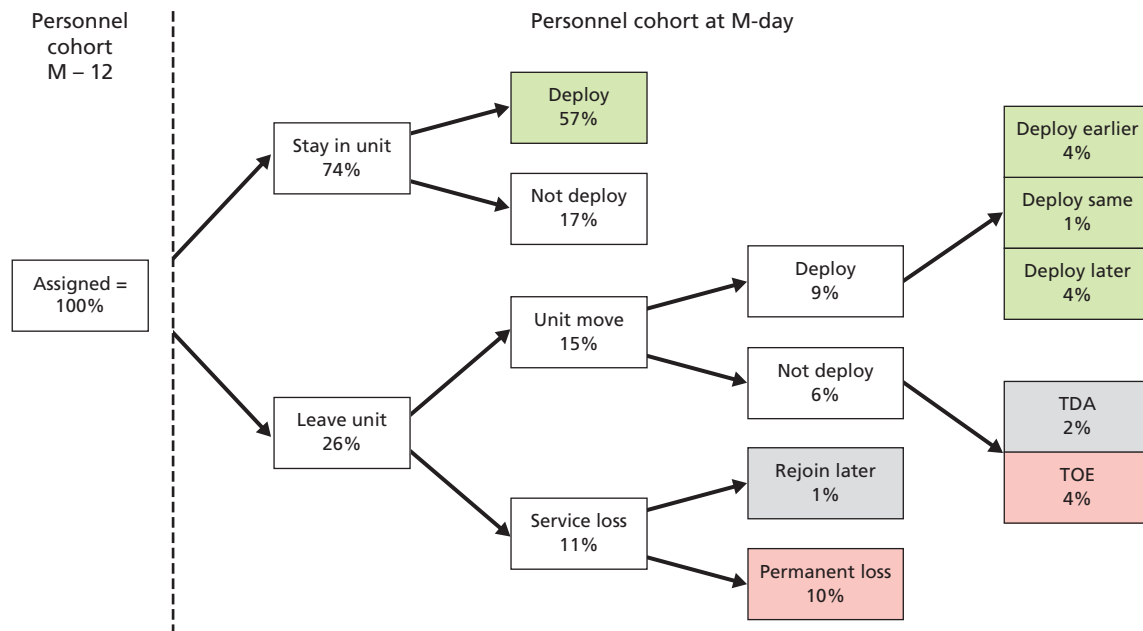 Personnel
cohort
M – 12
Personnel cohort at M-day
Assigned =
100%
Stay in unit
74%
Deploy
57%
Not deploy
17%
Leave unit
26%
Unit move
15%
Deploy
9%
Deploy earlier
4%
Deploy same
1%
Deploy later
4%
Not deploy
6%
TDA
2%
TOE
4%
Service loss
11%
Rejoin later
1%
Permanent loss
10%